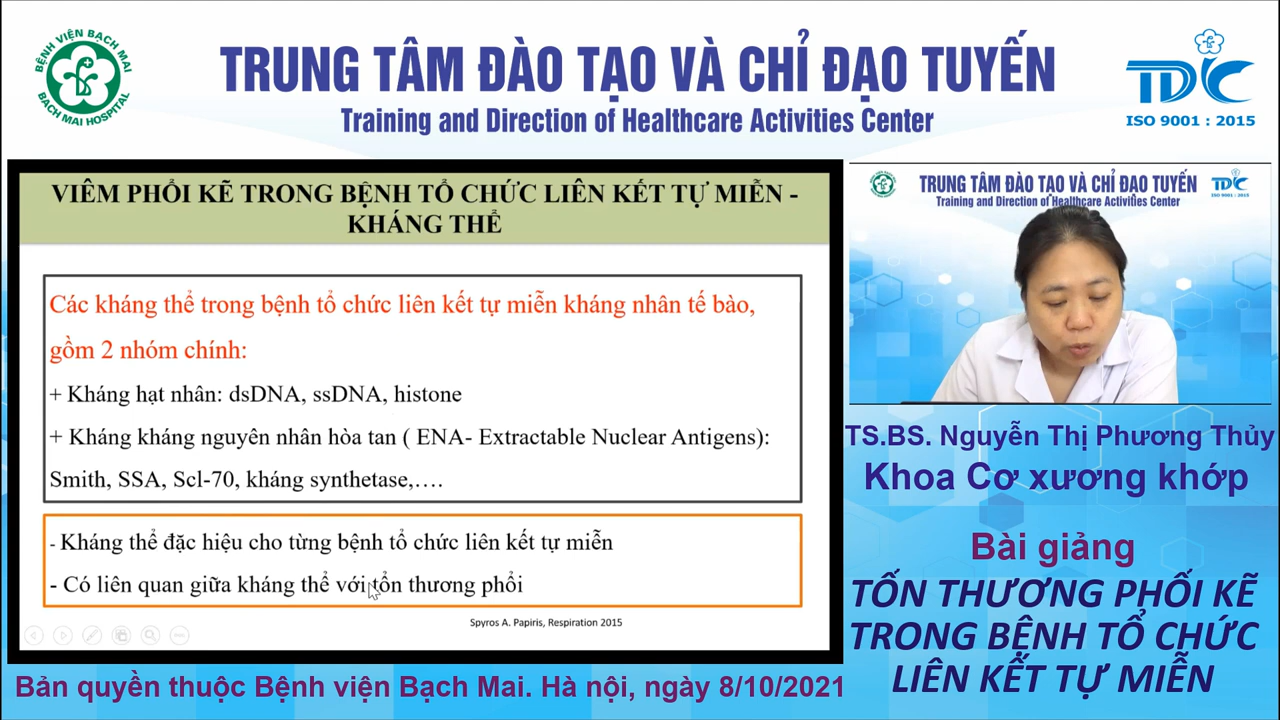 BỆNH VIỆN BẠCH MAI
BACH MAI HOSPITAL
TRUNG TÂM ĐÀO TẠO VÀ CHỈ ĐẠO TUYẾN
Training and Direction of Healthcare Activities Center
TDC
ISO 9001 : 2015
VIÊM PHỔI KẼ TRONG BỆNH TỔ CHỨC LIÊN KẾT TỰ MIỄN -
KHÁNG THỂ
Các kháng thể trong bệnh tổ chức liên kết tự miễn kháng nhân tế bào,
gồm 2 nhóm chính:
+ Kháng hạt nhân: dsDNA, ssDNA, histone
+ Kháng kháng nguyên nhân hòa tan ( ENA- Extractable Nuclear Antigens):
Smith, SSA, Scl-70, kháng synthetase,….
- Kháng thể đặc hiệu cho từng bệnh tổ chức liên kết tự miễn
- Có liên quan giữa kháng thể với tổn thương phổi
Spyros A. Papiris, Respiration 2015
TRUNG TÂM ĐÀO TẠO VÀ CHỈ ĐẠO TUYẾN
Training and Direction of Healthcare Activities Center
TDC
ISO 9001 : 2015
TS.BS. Nguyễn Thị Phương Thủy
Khoa Cơ xương khớp
Bài giảng
TỔN THƯƠNG PHỔI KẼ
TRONG BỆNH TỔ CHỨC
LIÊN KẾT TỰ MIỄN
Bản quyền thuộc Bệnh viện Bạch Mai. Hà nội, ngày 8/10/2021